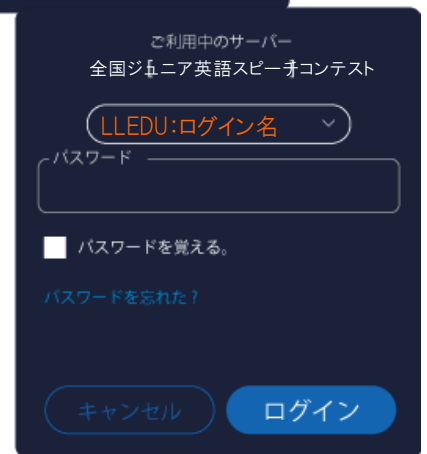 ご利用中のサーバー
全国ジュニア英語スピーチコンテスト
LLEDU:ログイン名
パスワード
パスワードを覚える。
パスワードを忘れた?
キャンセル
ログイン